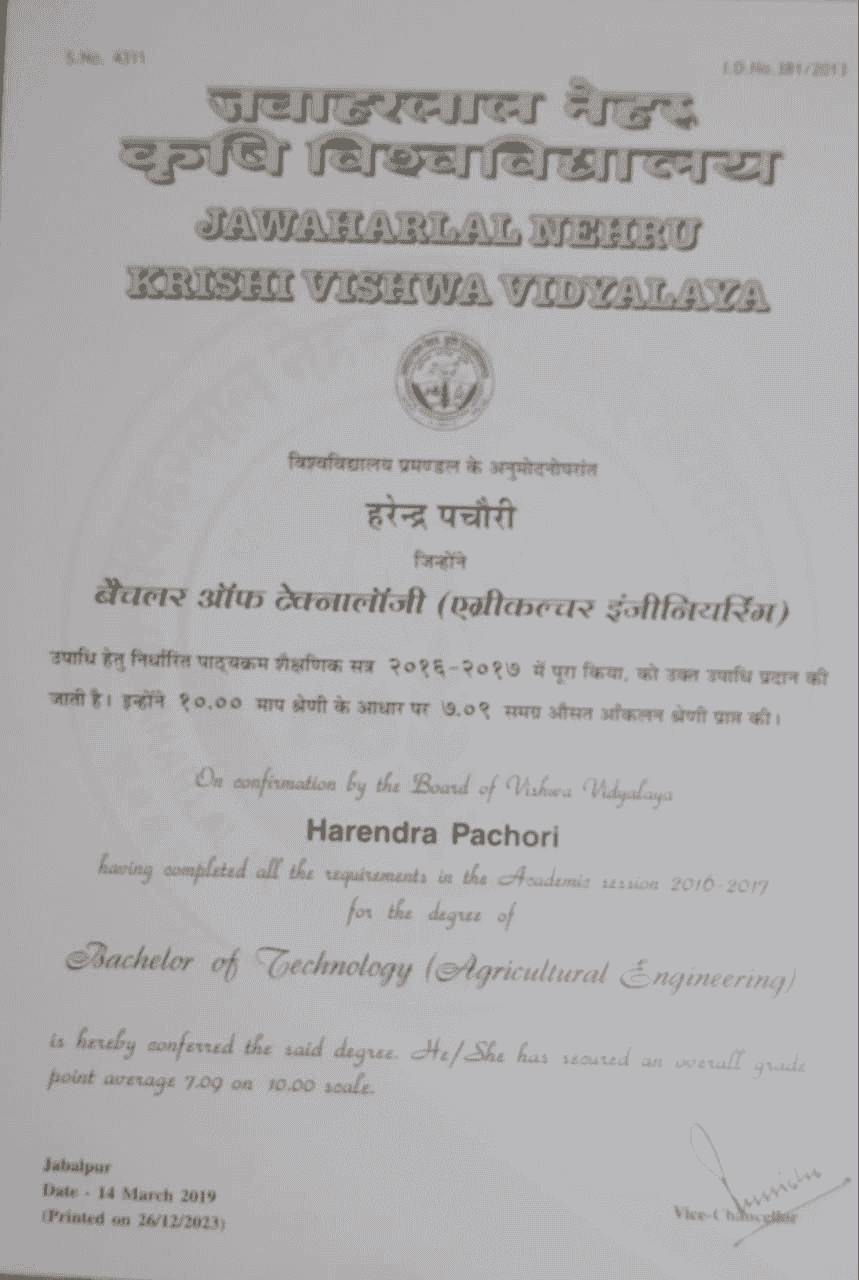 S.No. 4311
I.D.No.381/2013
जवाहरलाल नेहरू
कृषि विश्वविद्यालय
JAWAHARLAL NEHRU
KRISHI VISHWA VIDYALAYA
विश्वविद्यालय प्रमण्डल के अनुमोदनोपरांत
हरेन्द्र पचौरी
जिन्होंने
बैचलर ऑफ टेक्नालॉजी (एग्रीकल्चर इंजीनियरिंग)
उपाधि हेतु निर्धारित पाठ्यक्रम शैक्षणिक सत्र २०१६-२०१७ में पूरा किया, को उक्त उपाधि प्रदान की
जाती है। इन्होंने १०.०० माप श्रेणी के आधार पर ७.०९ समग्र औसत आँकलन श्रेणी प्राप्त की।
On confirmation by the Board of Vishwa Vidyalaya
Harendra Pachori
having completed all the requirements in the Academic session 2016-2017
for the degree of
Bachelor of Technology (Agricultural Engineering)
is hereby conferred the said degree. He/She has secured an overall grade
point average 7.09 on 10.00 scale.
Jabalpur
Date - 14 March 2019
(Printed on 26/12/2023)
Vice-Chancellor